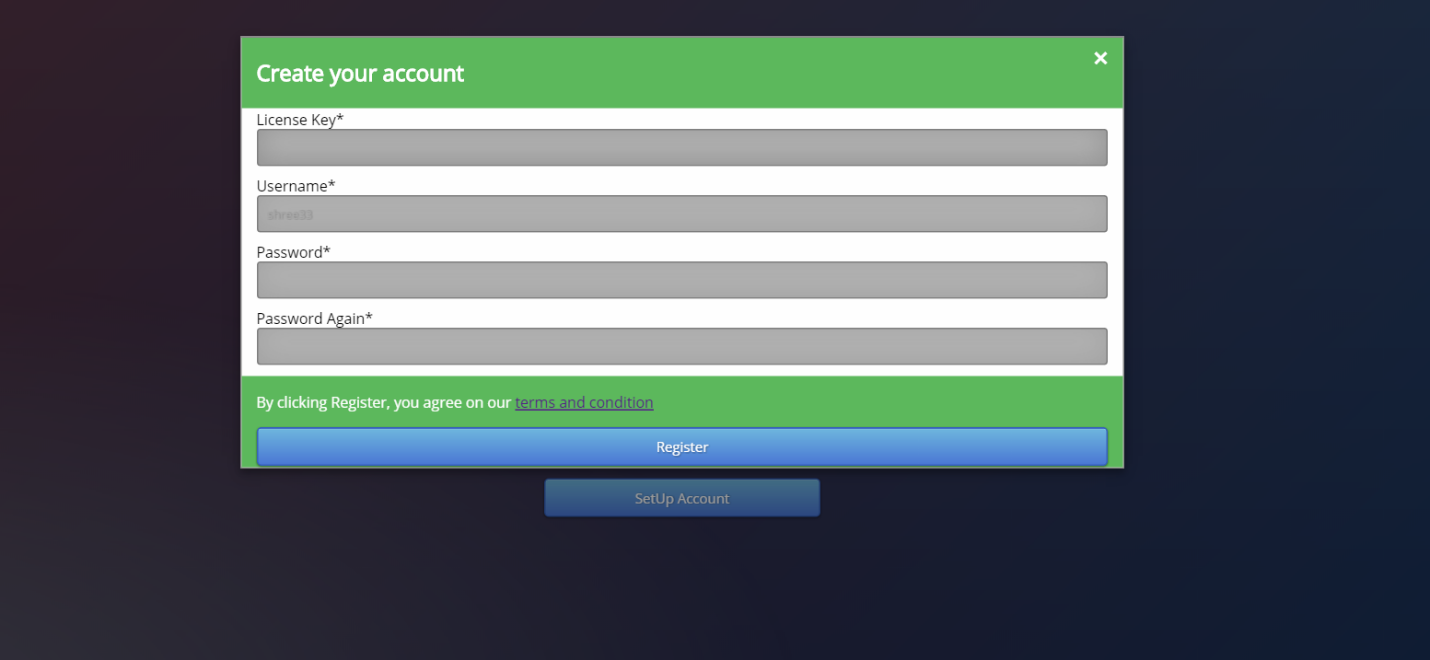 Create your account
×
License Key*
Username*
shree33
Password*
Password Again*
By clicking Register, you agree on our terms and condition
Register
SetUp Account